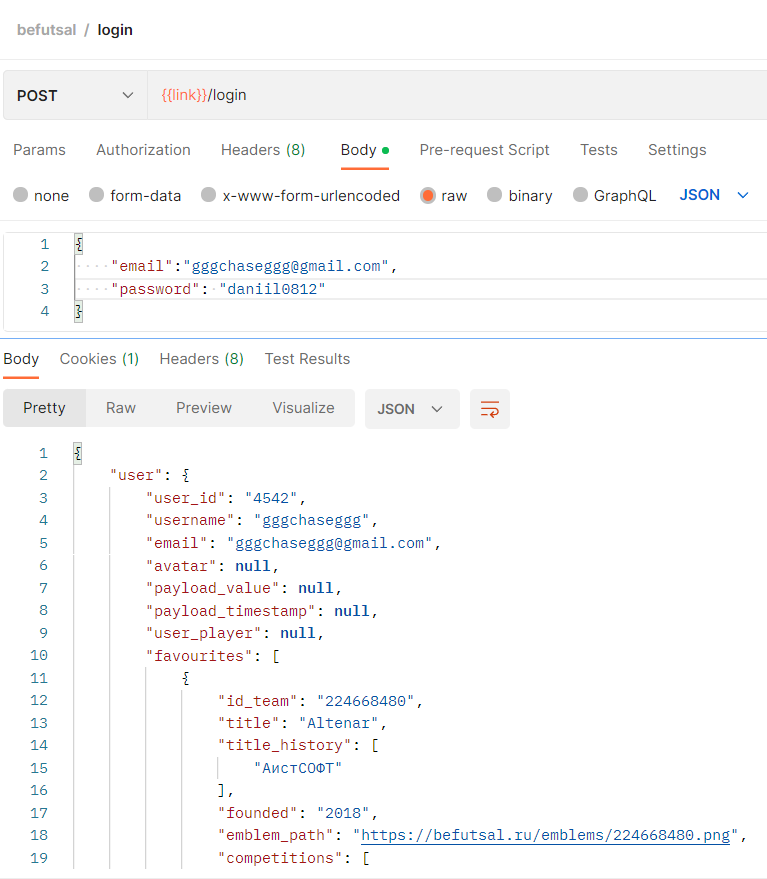 befutsal / login
POST {{link}}/login
Params Authorization Headers (8) Body Pre-request Script Tests Settings
none form-data x-www-form-urlencoded raw binary GraphQL JSON
1 {
2 "email":"gggchaseggg@gmail.com",
3 "password": "daniil0812"
4 }
Body Cookies (1) Headers (8) Test Results
Pretty Raw Preview Visualize JSON
1 {
2 "user": {
3 "user_id": "4542",
4 "username": "gggchaseggg",
5 "email": "gggchaseggg@gmail.com",
6 "avatar": null,
7 "payload_value": null,
8 "payload_timestamp": null,
9 "user_player": null,
10 "favourites": [
11 {
12 "id_team": "224668480",
13 "title": "Altenar",
14 "title_history": [
15 "АистСОФТ"
16 ],
17 "founded": "2018",
18 "emblem_path": "https://befutsal.ru/emblems/224668480.png",
19 "competitions": [